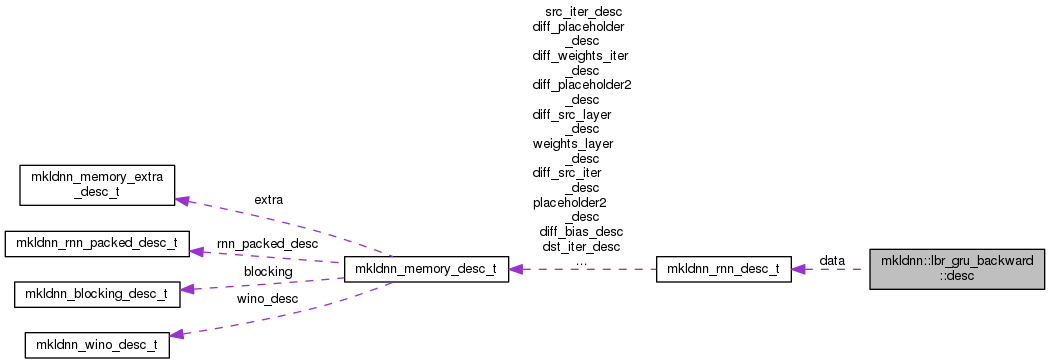 src_iter_desc
diff_placeholder
_desc
diff_weights_iter
_desc
diff_placeholder2
_desc
diff_src_layer
_desc
weights_layer
_desc
diff_src_iter
_desc
placeholder2
_desc
diff_bias_desc
dst_iter_desc
...
mkldnn_memory_extra
_desc_t
extra
mkldnn_rnn_packed_desc_t
rnn_packed_desc
mkldnn_blocking_desc_t
blocking
mkldnn_wino_desc_t
wino_desc
mkldnn_memory_desc_t
mkldnn_rnn_desc_t
data
mkldnn::lbr_gru_backward
::desc